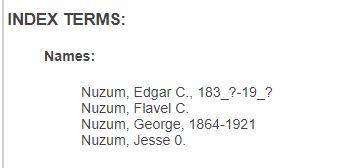 INDEX TERMS:
Names:
Nuzum, Edgar C., 183_?-19_?
Nuzum, Flavel C.
Nuzum, George, 1864-1921
Nuzum, Jesse 0.